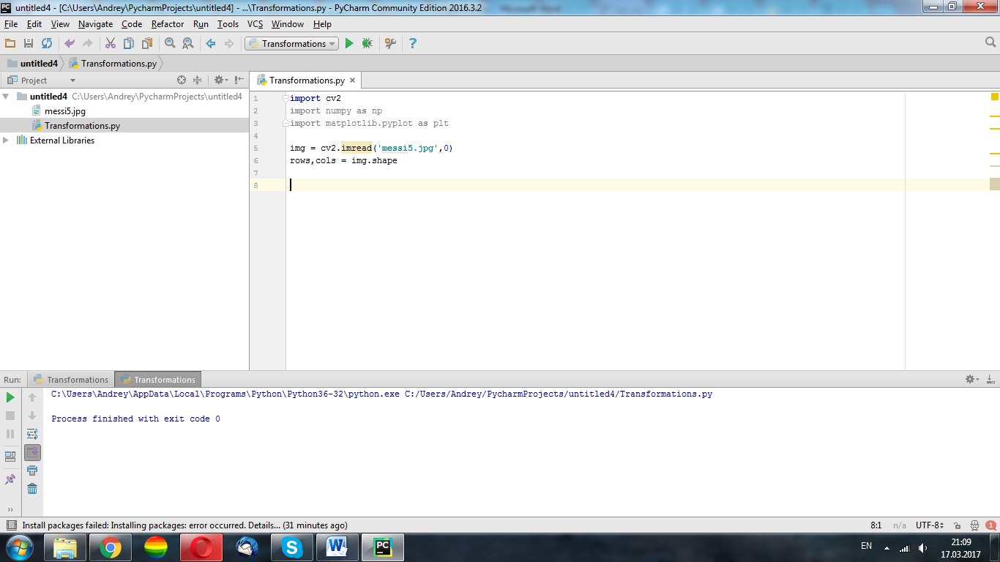 untitled4 - [C:\Users\Andrey\PycharmProjects\untitled4] - ...\Transformations.py - PyCharm Community Edition 2016.3.2
File Edit View Navigate Code Refactor Run Tools VCS Window Help
Transformations
untitled4 Transformations.py
Project
Transformations.py
untitled4 C:\Users\Andrey\PycharmProjects\untitled4
messi5.jpg
Transformations.py
External Libraries
1 import cv2
2 import numpy as np
3 import matplotlib.pyplot as plt
4
5 img = cv2.imread('messi5.jpg',0)
6 rows,cols = img.shape
7
8
Run: Transformations Transformations
C:\Users\Andrey\AppData\Local\Programs\Python\Python36-32\python.exe C:/Users/Andrey/PycharmProjects/untitled4/Transformations.py
Process finished with exit code 0
Install packages failed: Installing packages: error occurred. Details... (31 minutes ago) 8:1 n/a UTF-8 1
EN 21:09
17.03.2017